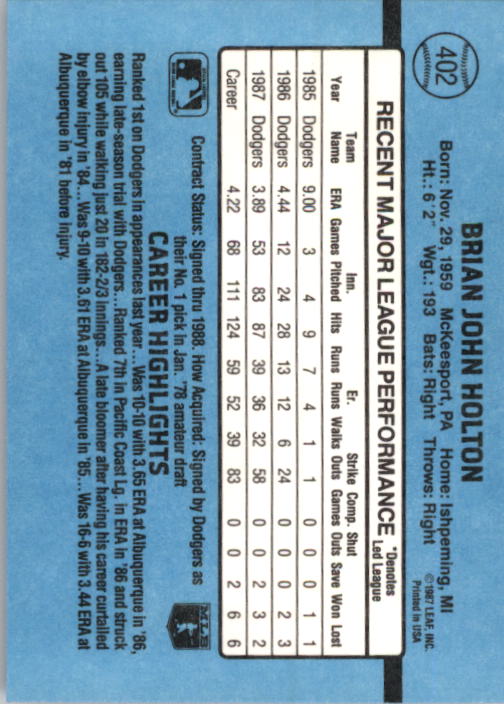 402
BRIAN JOHN HOLTON
Born: Nov. 29, 1959 McKeesport, PA Home: Ishpeming, MI
Ht.: 6' 2" Wgt.: 193 Bats: Right Throws: Right
©1987 LEAF, INC.
Printed in USA
RECENT MAJOR LEAGUE PERFORMANCE *Denotes Led League
Year Team Name ERA Games Inn. Pitched Hits Runs Er. Runs Walks Strike Outs Comp. Games Shut Outs Save Won Lost
1985 Dodgers 9.00 3 4 9 7 4 1 1 0 0 0 1 1
1986 Dodgers 4.44 12 24 28 13 12 6 24 0 0 0 2 3
1987 Dodgers 3.89 53 83 87 39 36 32 58 0 0 2 3 2
Career 4.22 68 111 124 59 52 39 83 0 0 2 6 6
Contract Status: Signed thru 1988. How Acquired: Signed by Dodgers as
their No. 1 pick in Jan. '78 amateur draft
MLB
CAREER HIGHLIGHTS
Ranked 1st on Dodgers in appearances last year...Was 10-10 with 3.65 ERA at Albuquerque in '86,
earning late-season trial with Dodgers...Ranked 7th in Pacific Coast Lg. in ERA in '86 and struck
out 105 while walking just 20 in 182-2/3 innings...A late bloomer after having his career curtailed
by elbow injury in '84...Was 9-10 with 3.61 ERA at Albuquerque in '85...Was 16-6 with 3.44 ERA at
Albuquerque in '81 before injury.